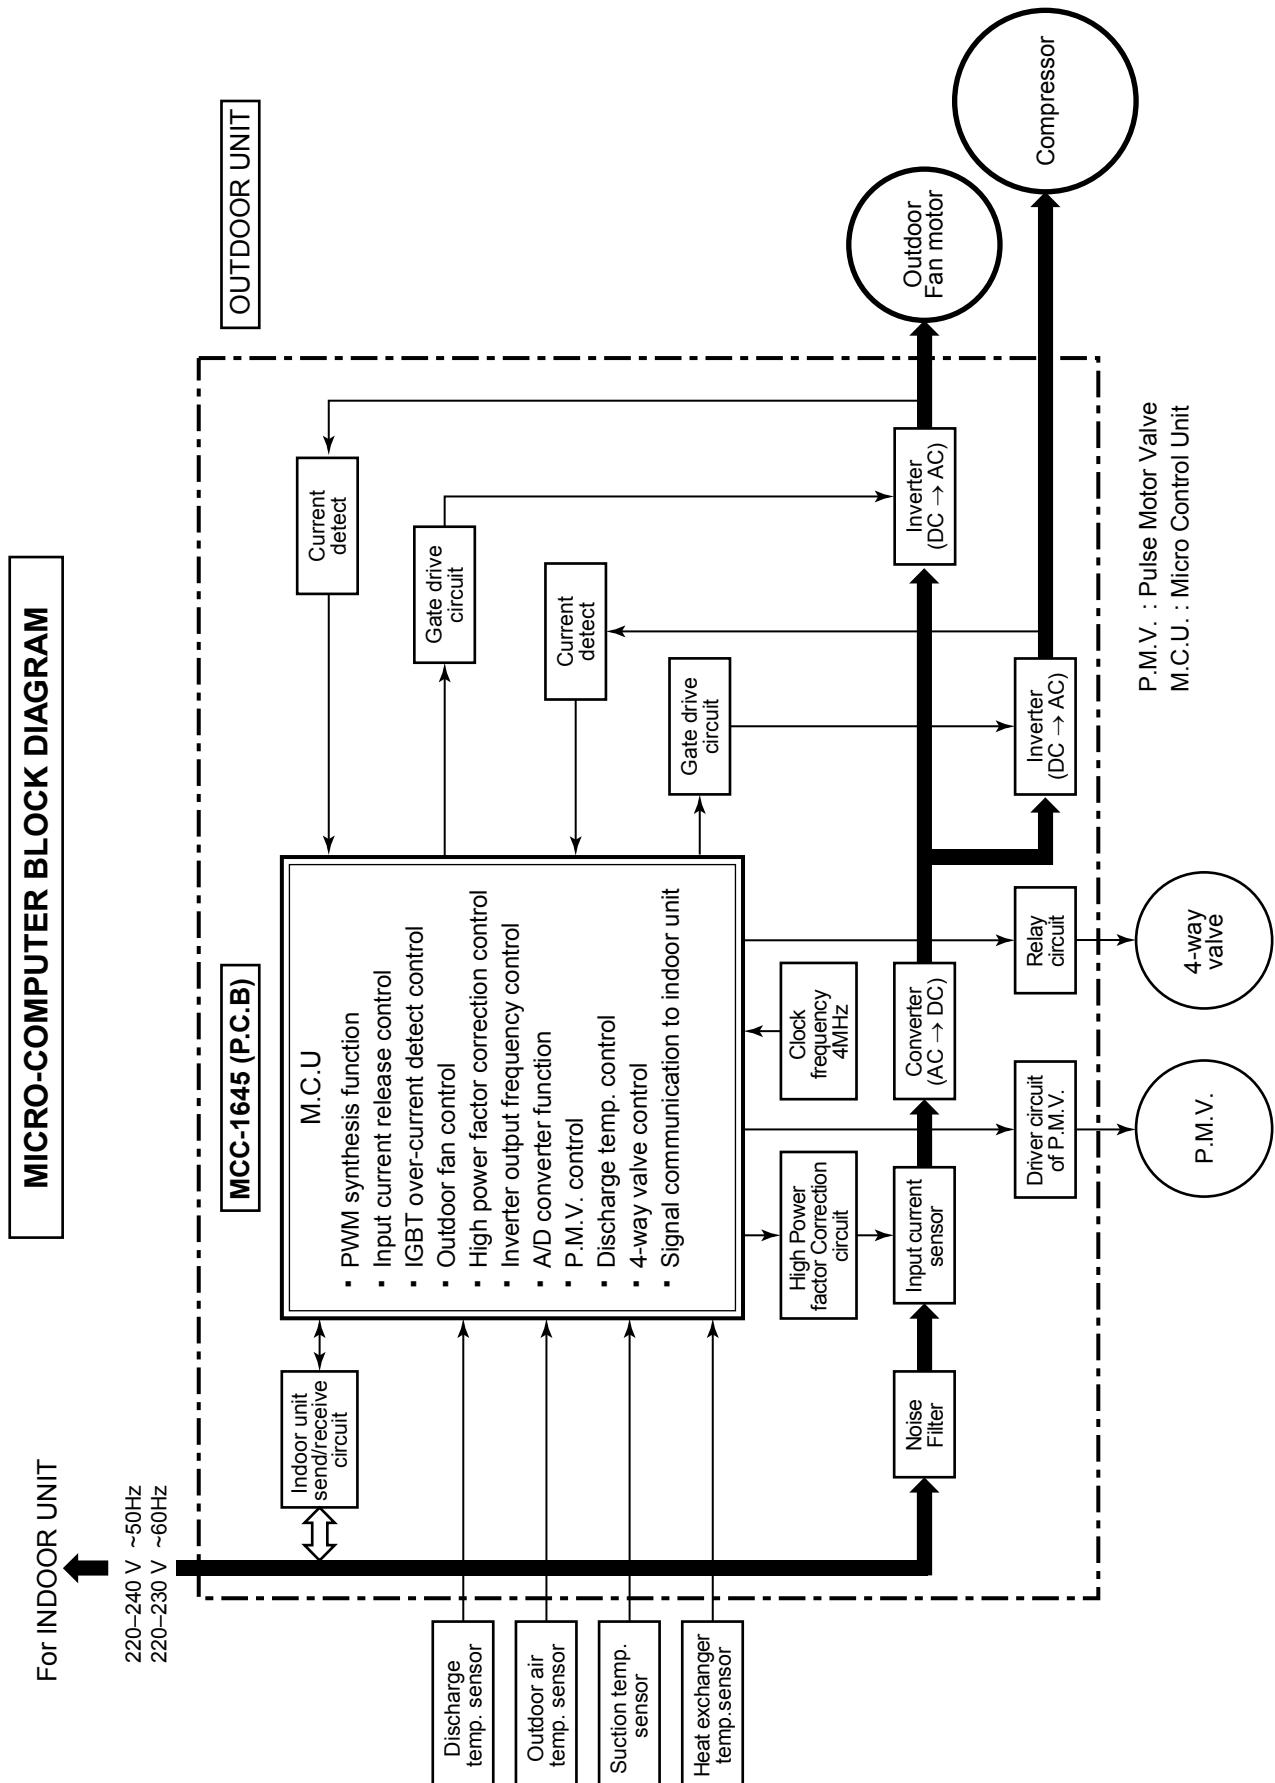 MICRO-COMPUTER BLOCK DIAGRAM
For INDOOR UNIT
220–240 V ~50Hz
220–230 V ~60Hz
OUTDOOR UNIT
MCC-1645 (P.C.B)
Indoor unit
send/receive
circuit
M.C.U
▪ PWM synthesis function
▪ Input current release control
▪ IGBT over-current detect control
▪ Outdoor fan control
▪ High power factor correction control
▪ Inverter output frequency control
▪ A/D converter function
▪ P.M.V. control
▪ Discharge temp. control
▪ 4-way valve control
▪ Signal communication to indoor unit
Current
detect
Gate drive
circuit
Current
detect
Gate drive
circuit
Discharge
temp. sensor
Outdoor air
temp. sensor
Suction temp.
sensor
Heat exchanger
temp.sensor
High Power
factor Correction
circuit
Clock
frequency
4MHz
Noise
Filter
Input current
sensor
Converter
(AC → DC)
Inverter
(DC → AC)
Outdoor
Fan motor
Driver circuit
of P.M.V.
Relay
circuit
Inverter
(DC → AC)
Compressor
P.M.V.
4-way
valve
P.M.V. : Pulse Motor Valve
M.C.U. : Micro Control Unit